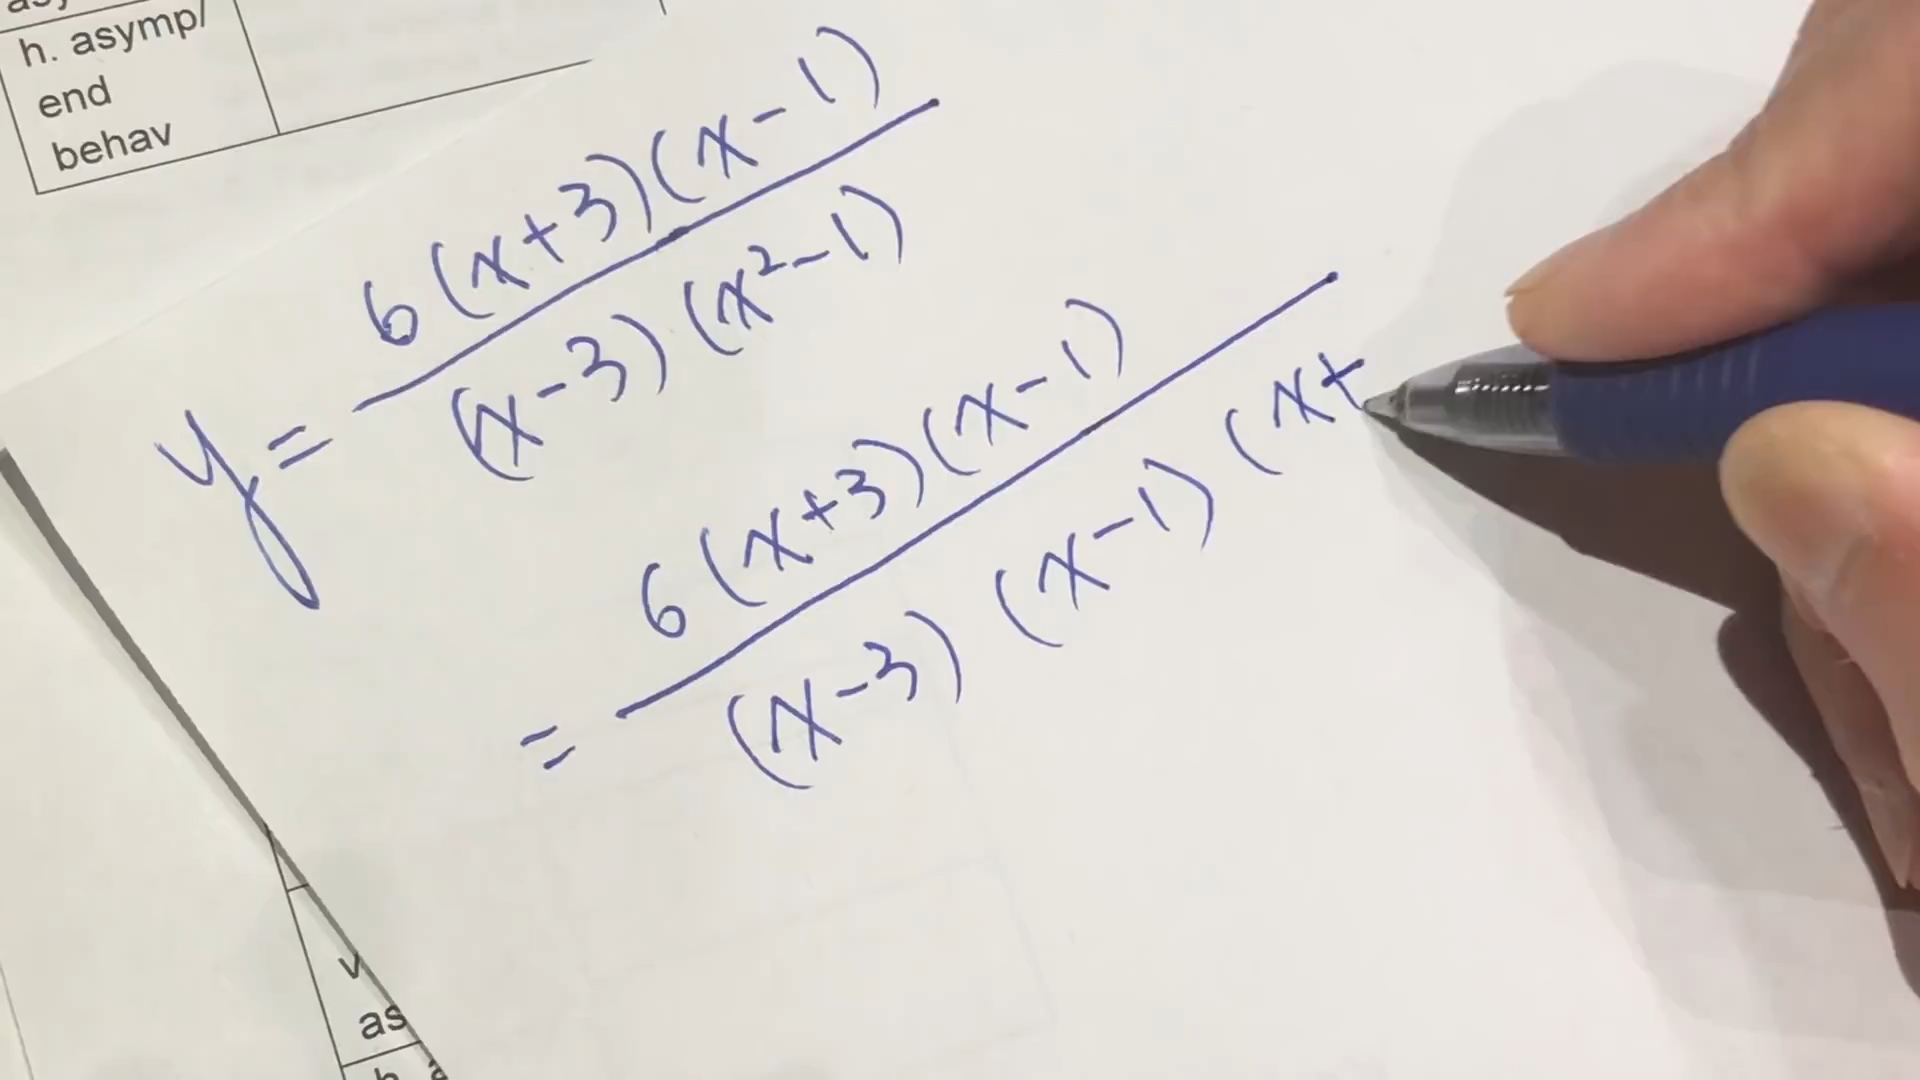 h. asymp/
end
behav
y = 6(x+3)(x-1) / (x-3)(x²-1)
= 6(x+3)(x-1) / (x-3)(x-1)(x+
v
as